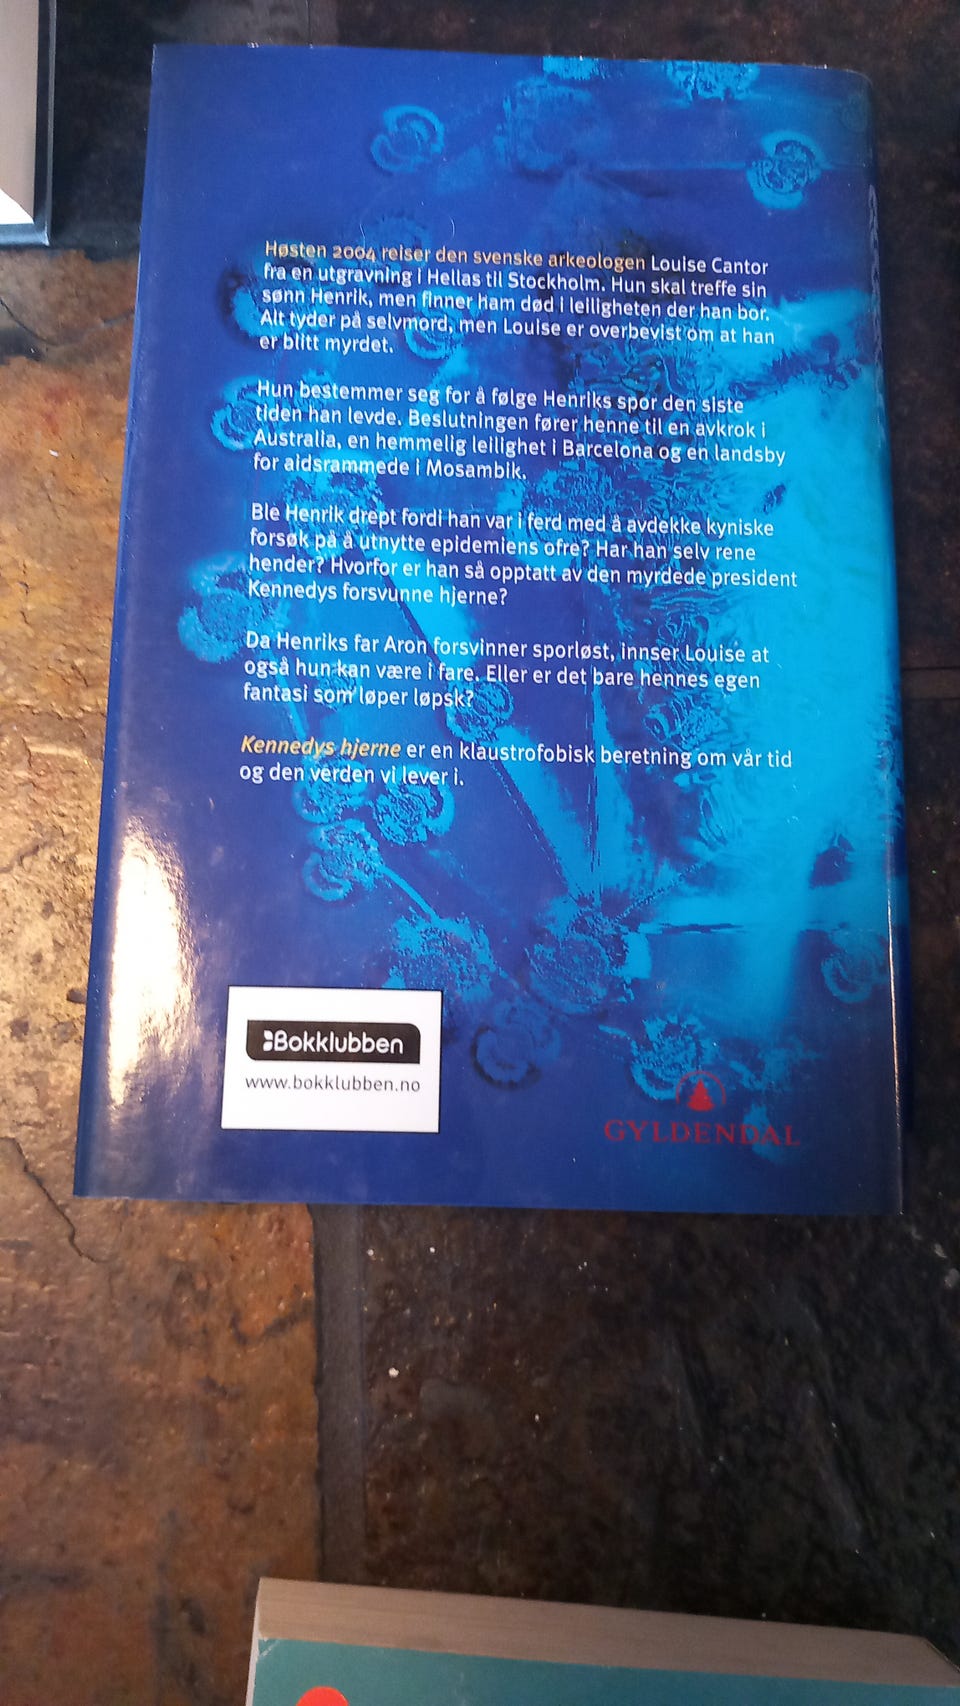 Høsten 2004 reiser den svenske arkeologen Louise Cantor
fra en utgravning i Hellas til Stockholm. Hun skal treffe sin
sønn Henrik, men finner ham død i leiligheten der han bor.
Alt tyder på selvmord, men Louise er overbevist om at han
er blitt myrdet.
Hun bestemmer seg for å følge Henriks spor den siste
tiden han levde. Beslutningen fører henne til en avkrok i
Australia, en hemmelig leilighet i Barcelona og en landsby
for aidsrammede i Mosambik.
Ble Henrik drept fordi han var i ferd med å avdekke kyniske
forsøk på å utnytte epidemiens ofre? Har han selv rene
hender? Hvorfor er han så opptatt av den myrdede president
Kennedys forsvunne hjerne?
Da Henriks far Aron forsvinner sporløst, innser Louise at
også hun kan være i fare. Eller er det bare hennes egen
fantasi som løper løpsk?
Kennedys hjerne er en klaustrofobisk beretning om vår tid
og den verden vi lever i.
Bokklubben
www.bokklubben.no
GYLDENDAL